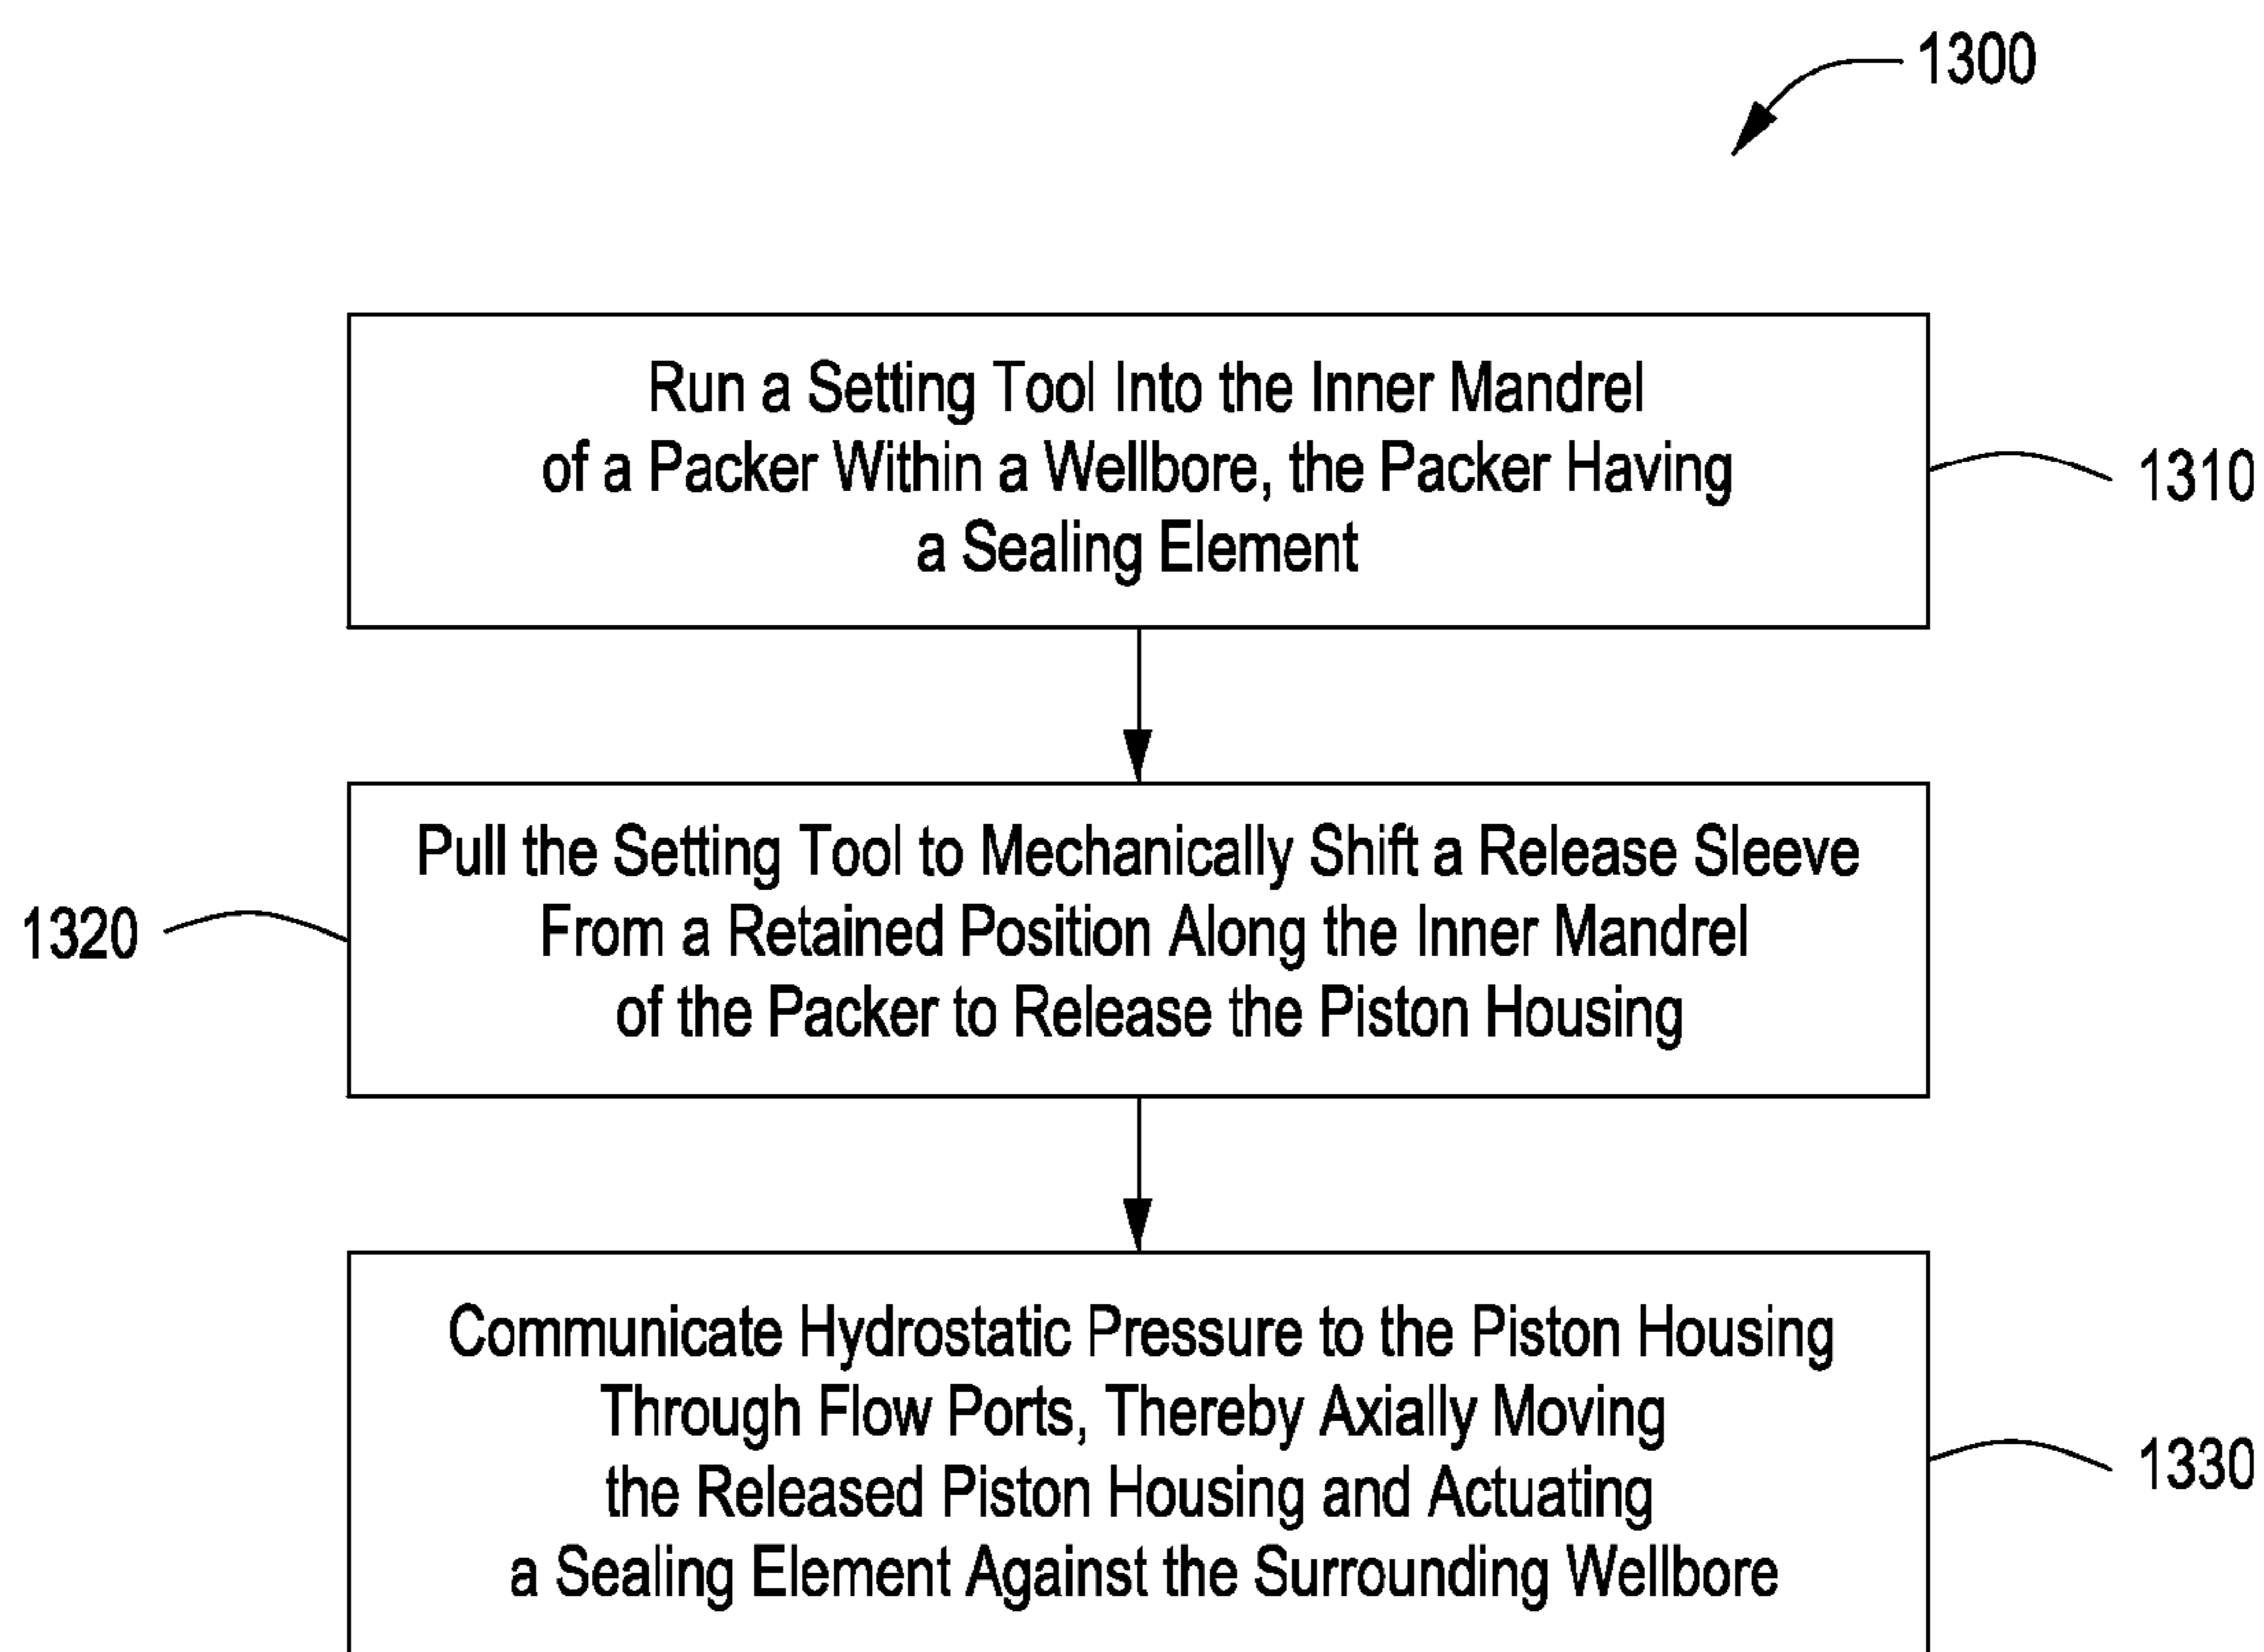 1300
Run a Setting Tool Into the Inner Mandrel
of a Packer Within a Wellbore, the Packer Having
a Sealing Element
1310
Pull the Setting Tool to Mechanically Shift a Release Sleeve
From a Retained Position Along the Inner Mandrel
of the Packer to Release the Piston Housing
1320
Communicate Hydrostatic Pressure to the Piston Housing
Through Flow Ports, Thereby Axially Moving
the Released Piston Housing and Actuating
a Sealing Element Against the Surrounding Wellbore
1330